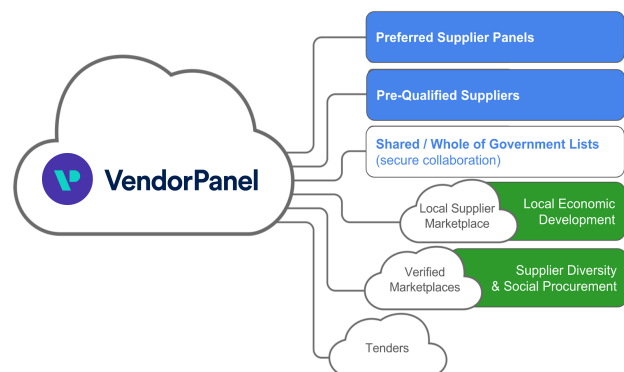 Preferred Supplier Panels
Pre-Qualified Suppliers
VendorPanel
Shared / Whole of Government Lists
(secure collaboration)
Local Supplier
Marketplace
Local Economic
Development
Verified
Marketplaces
Supplier Diversity
& Social Procurement
Tenders